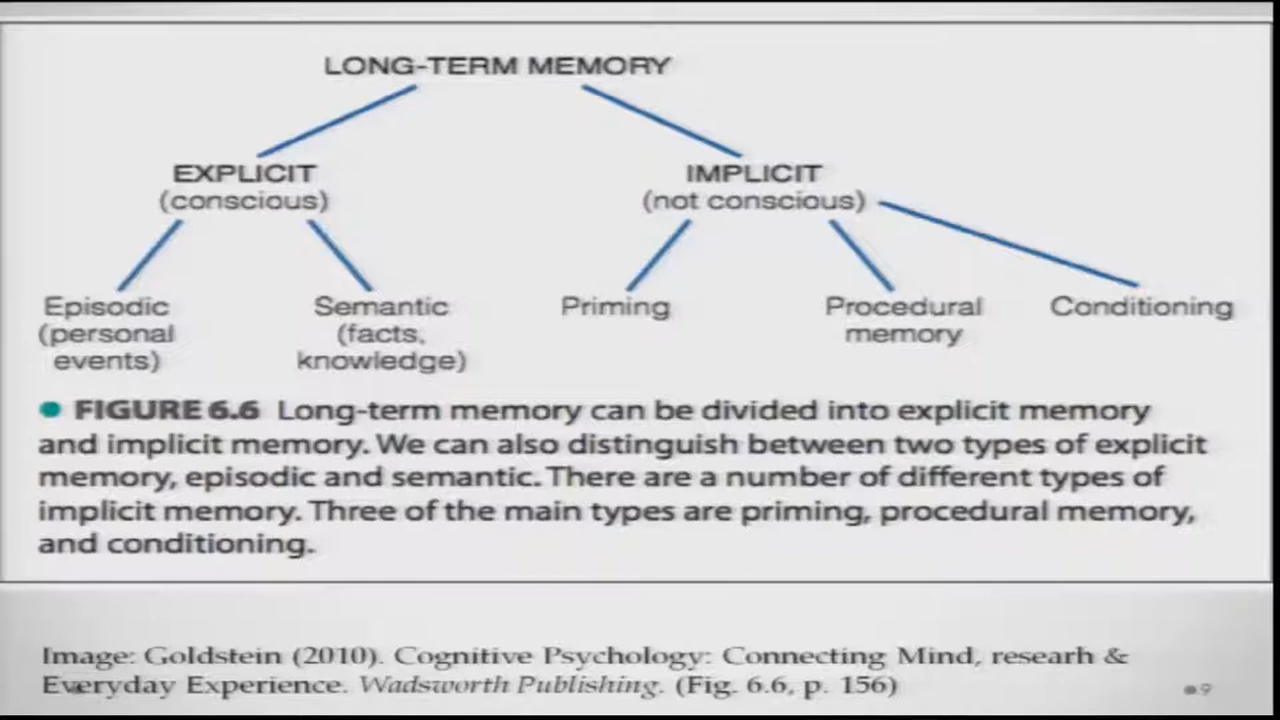 LONG-TERM MEMORY
EXPLICIT IMPLICIT
(conscious) (not conscious)
Episodic Semantic Priming Procedural Conditioning
(personal (facts, memory
events) knowledge)
● FIGURE 6.6 Long-term memory can be divided into explicit memory
and implicit memory. We can also distinguish between two types of explicit
memory, episodic and semantic. There are a number of different types of
implicit memory. Three of the main types are priming, procedural memory,
and conditioning.
Image: Goldstein (2010). Cognitive Psychology: Connecting Mind, researh &
Everyday Experience. Wadsworth Publishing. (Fig. 6.6, p. 156)
●9